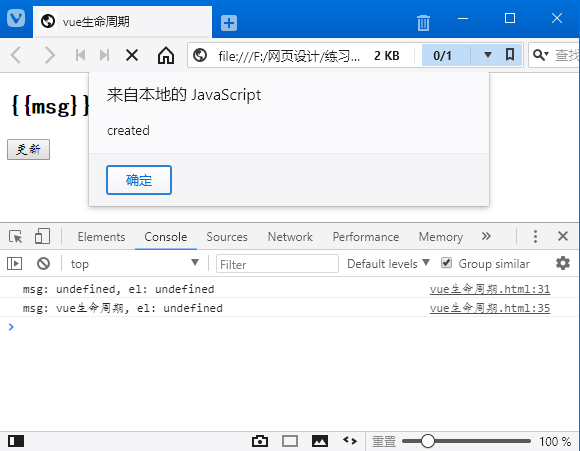 vue生命周期
file:///F:/网页设计/练习... 2 KB 0/1 查找
来自本地的 JavaScript
{{msg}}
created
更新
确定
Elements Console Sources Network Performance Memory »
top Filter Default levels Group similar
msg: undefined, el: undefined vue生命周期.html:31
msg: vue生命周期, el: undefined vue生命周期.html:35
重置 100 %